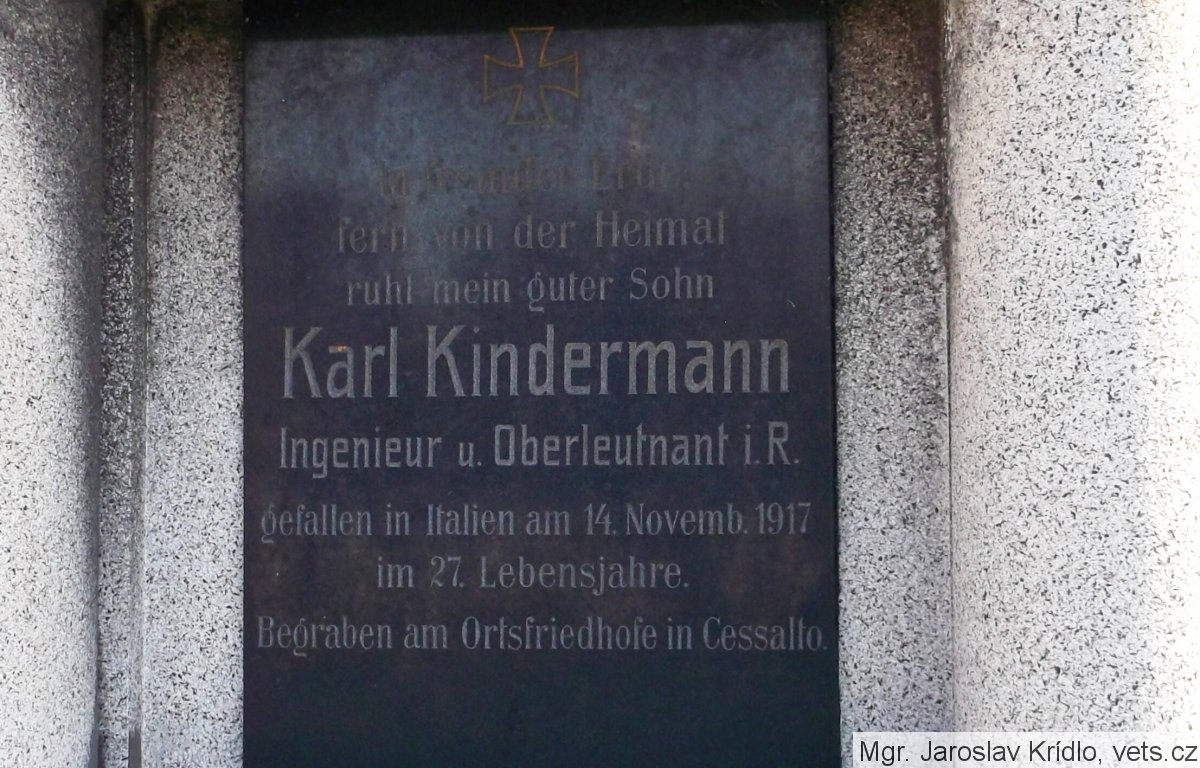 fern von der Heimat
ruht mein guter Sohn
Karl Kindermann
Ingenieur u. Oberleutnant i. R.
gefallen in Italien am 14. Novemb. 1917
im 27. Lebensjahre.
Begraben am Ortsfriedhofe in Cessalto.
Mgr. Jaroslav Krídlo, vets.cz